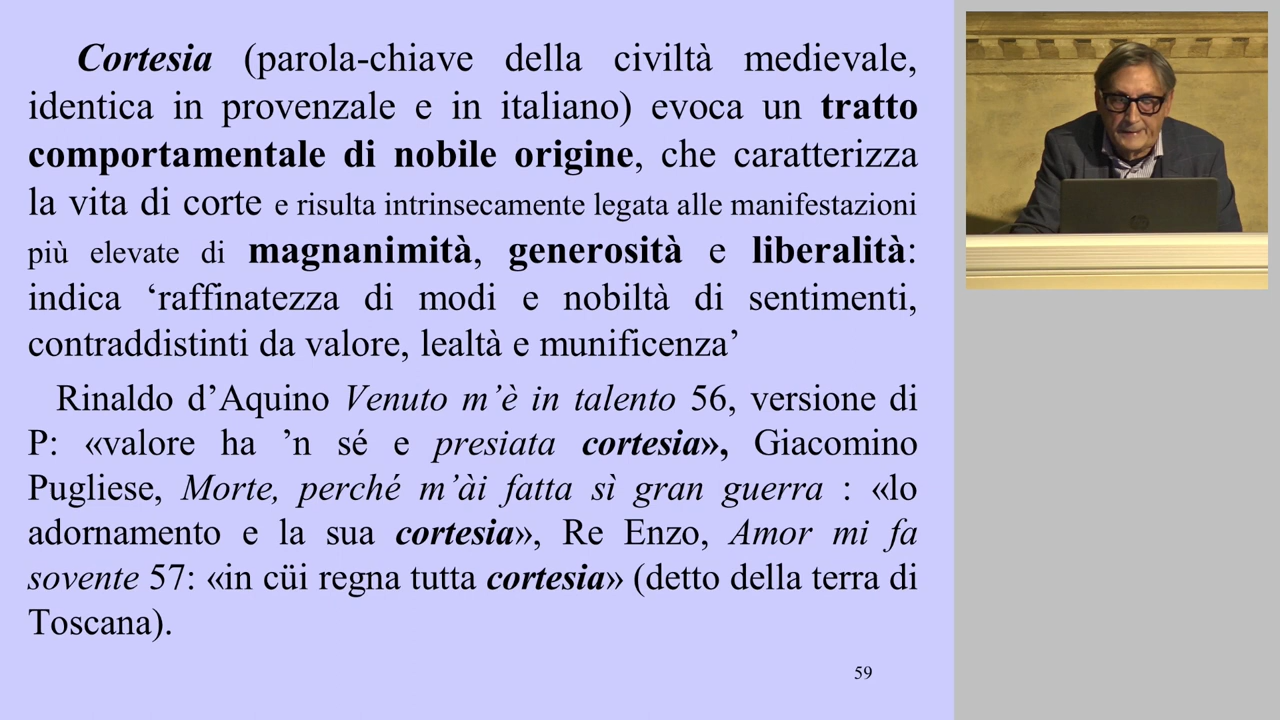 Cortesia (parola-chiave della civiltà medievale,
identica in provenzale e in italiano) evoca un tratto
comportamentale di nobile origine, che caratterizza
la vita di corte e risulta intrinsecamente legata alle manifestazioni
più elevate di magnanimità, generosità e liberalità:
indica ‘raffinatezza di modi e nobiltà di sentimenti,
contraddistinti da valore, lealtà e munificenza’
Rinaldo d’Aquino Venuto m’è in talento 56, versione di
P: «valore ha ’n sé e presiata cortesia», Giacomino
Pugliese, Morte, perché m’ài fatta sì gran guerra : «lo
adornamento e la sua cortesia», Re Enzo, Amor mi fa
sovente 57: «in cüi regna tutta cortesia» (detto della terra di
Toscana).
59